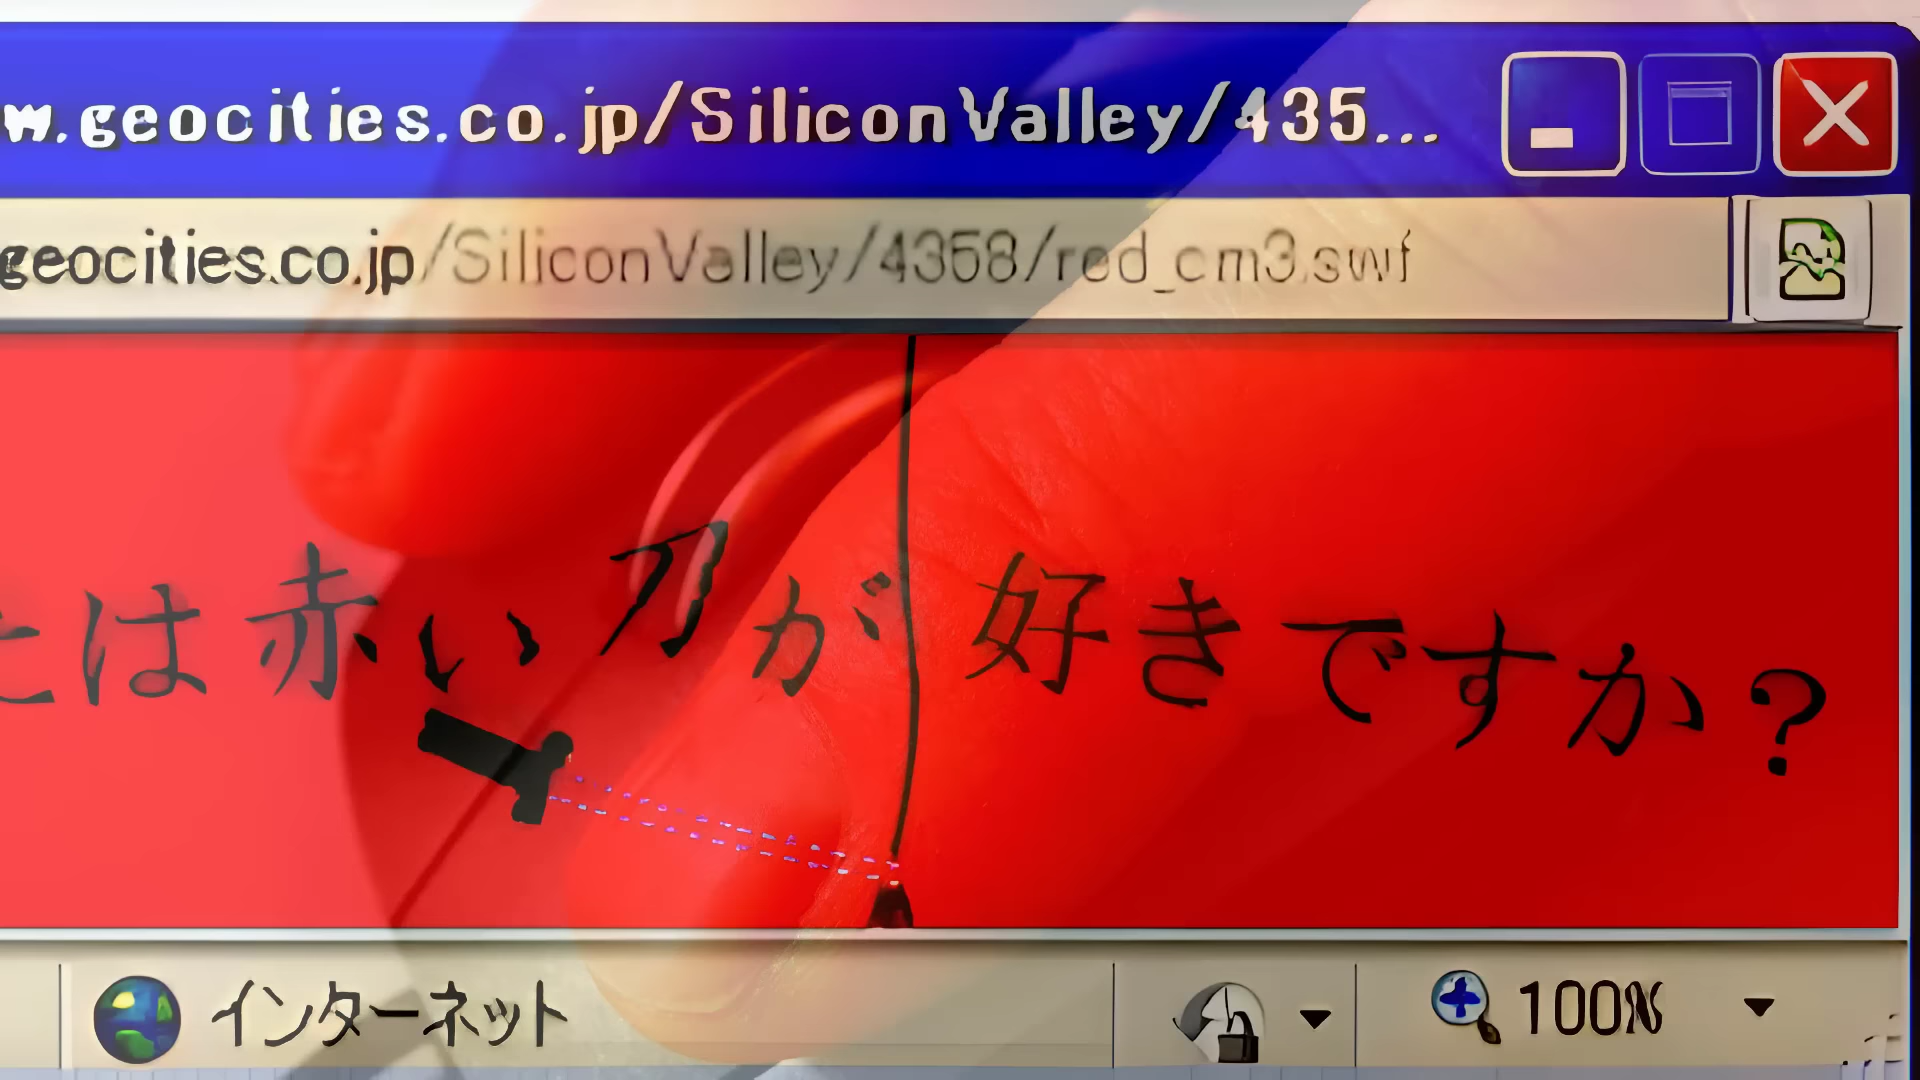 w.geocities.co.jp/SiliconValley/435...
geocities.co.jp/SiliconValley/4358/red_cm3.swf
たは赤い刀が好きですか?
インターネット
100%